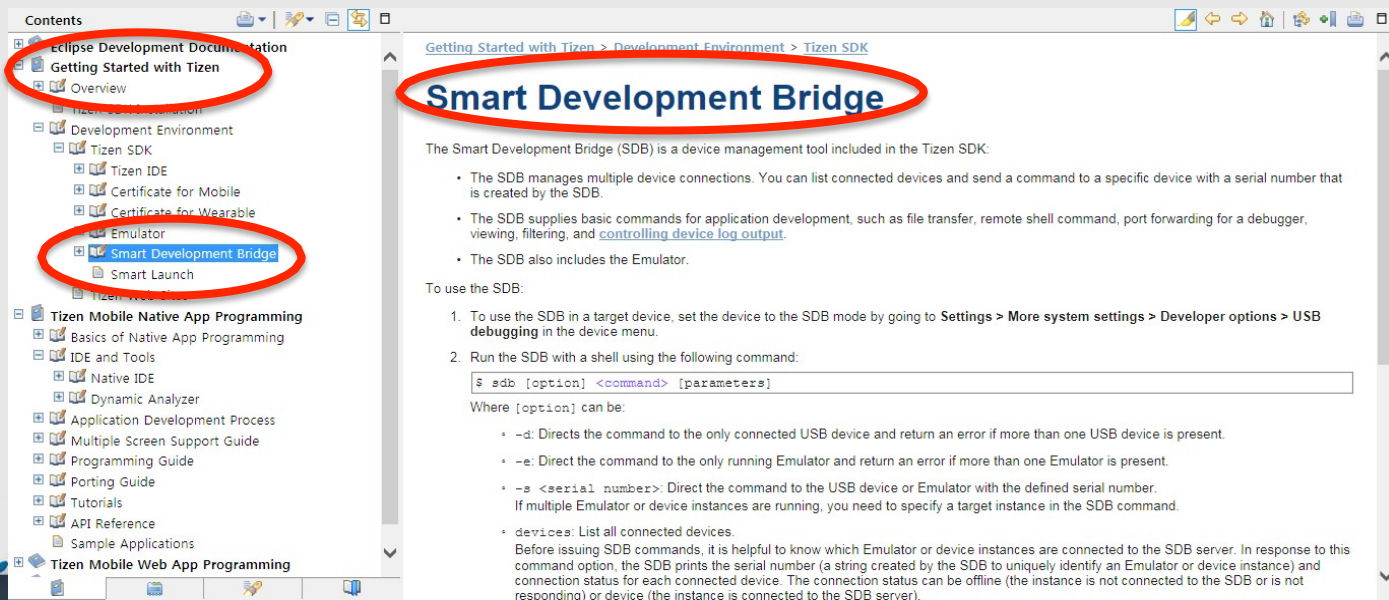 Contents
Eclipse Development Documentation
Getting Started with Tizen
Overview
Tizen SDK Installation
Development Environment
Tizen SDK
Tizen IDE
Certificate for Mobile
Certificate for Wearable
Emulator
Smart Development Bridge
Smart Launch
Tizen Web Sites
Tizen Mobile Native App Programming
Basics of Native App Programming
IDE and Tools
Native IDE
Dynamic Analyzer
Application Development Process
Multiple Screen Support Guide
Programming Guide
Porting Guide
Tutorials
API Reference
Sample Applications
Tizen Mobile Web App Programming
Getting Started with Tizen > Development Environment > Tizen SDK
Smart Development Bridge
The Smart Development Bridge (SDB) is a device management tool included in the Tizen SDK:
• The SDB manages multiple device connections. You can list connected devices and send a command to a specific device with a serial number that
is created by the SDB.
• The SDB supplies basic commands for application development, such as file transfer, remote shell command, port forwarding for a debugger,
viewing, filtering, and controlling device log output.
• The SDB also includes the Emulator.
To use the SDB:
1. To use the SDB in a target device, set the device to the SDB mode by going to Settings > More system settings > Developer options > USB
debugging in the device menu.
2. Run the SDB with a shell using the following command:
$ sdb [option] <command> [parameters]
Where [option] can be:
◦ -d: Directs the command to the only connected USB device and return an error if more than one USB device is present.
◦ -e: Direct the command to the only running Emulator and return an error if more than one Emulator is present.
◦ -s <serial number>: Direct the command to the USB device or Emulator with the defined serial number.
If multiple Emulator or device instances are running, you need to specify a target instance in the SDB command.
◦ devices: List all connected devices.
Before issuing SDB commands, it is helpful to know which Emulator or device instances are connected to the SDB server. In response to this
command option, the SDB prints the serial number (a string created by the SDB to uniquely identify an Emulator or device instance) and
connection status for each connected device. The connection status can be offline (the instance is not connected to the SDB or is not
responding) or device (the instance is connected to the SDB server).